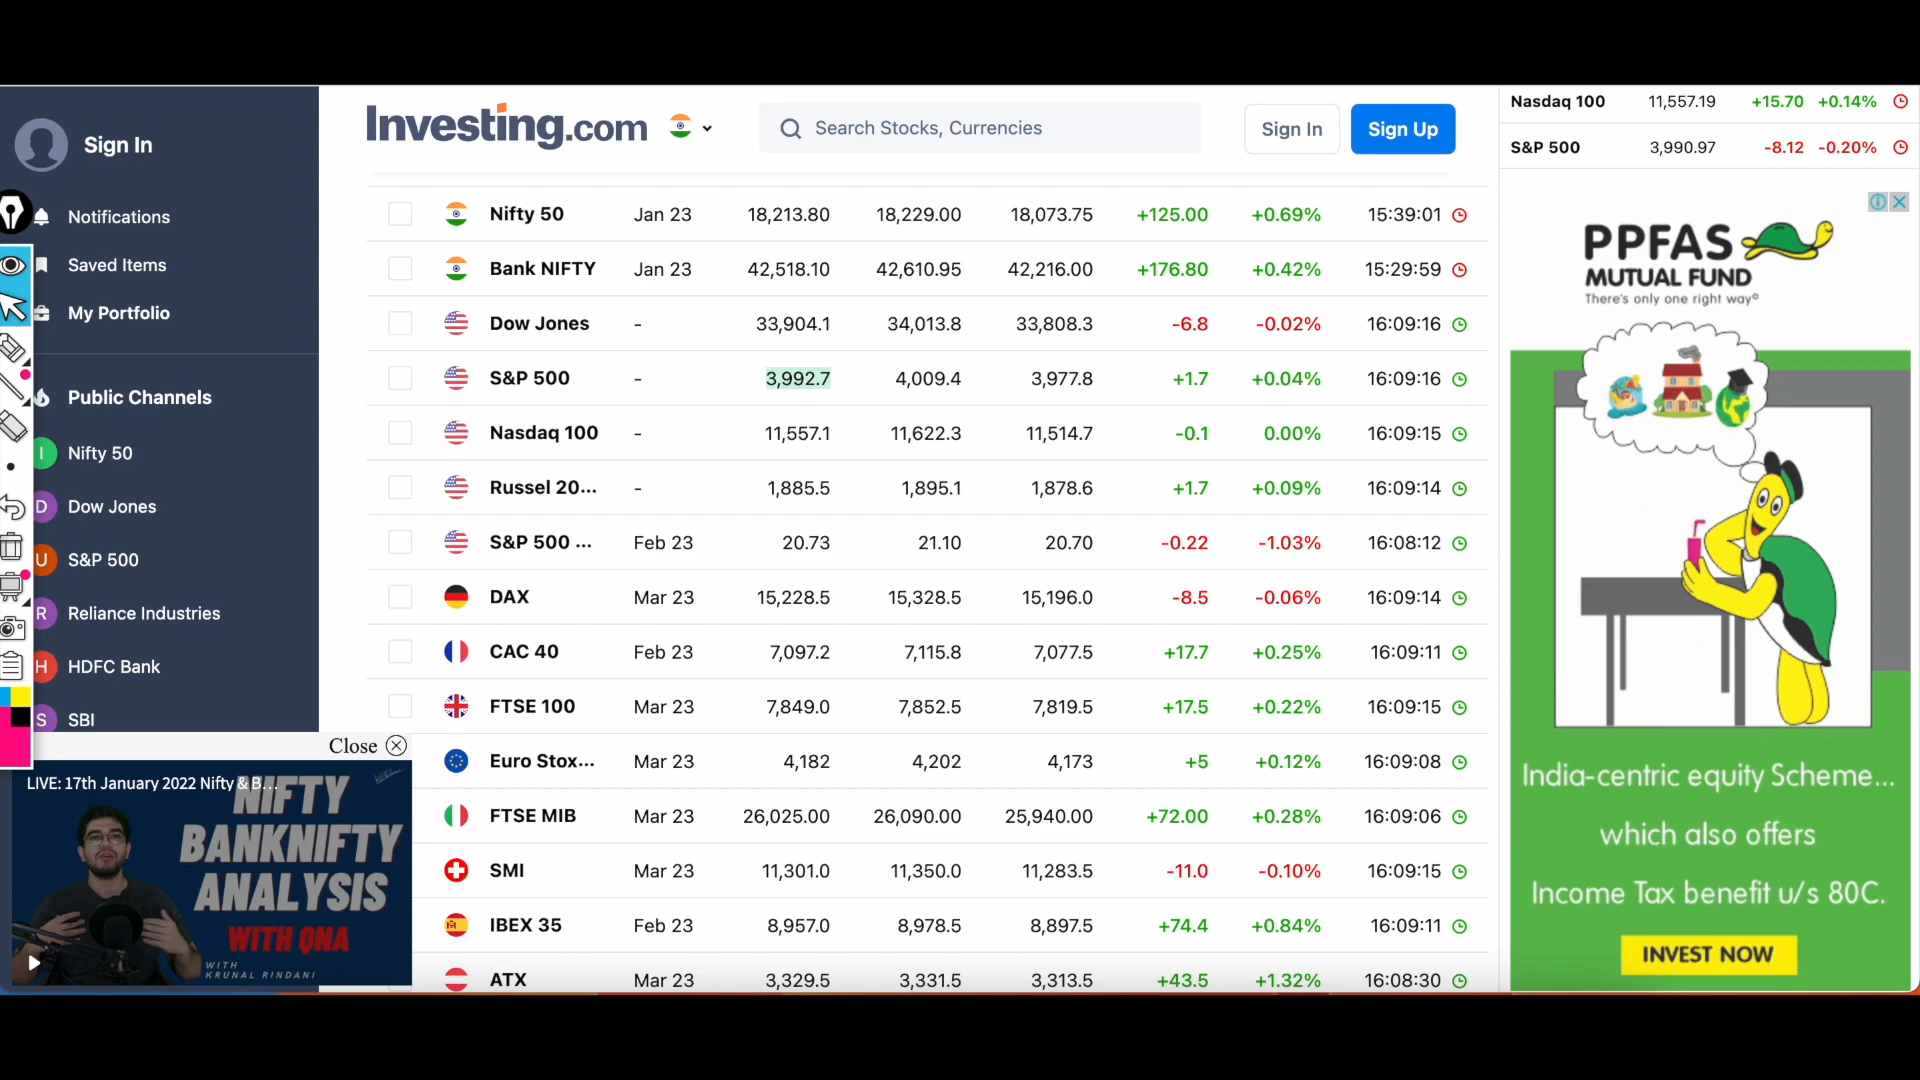 Investing.com
Search Stocks, Currencies
Sign In
Sign Up
Sign In
Notifications
Saved Items
My Portfolio
Public Channels
I Nifty 50
D Dow Jones
U S&P 500
R Reliance Industries
H HDFC Bank
S SBI
Close
LIVE: 17th January 2022 Nifty & B...
NIFTY
BANKNIFTY
ANALYSIS
WITH QNA
WITH
KRUNAL RINDANI
Nifty 50 Jan 23 18,213.80 18,229.00 18,073.75 +125.00 +0.69% 15:39:01
Bank NIFTY Jan 23 42,518.10 42,610.95 42,216.00 +176.80 +0.42% 15:29:59
Dow Jones - 33,904.1 34,013.8 33,808.3 -6.8 -0.02% 16:09:16
S&P 500 - 3,992.7 4,009.4 3,977.8 +1.7 +0.04% 16:09:16
Nasdaq 100 - 11,557.1 11,622.3 11,514.7 -0.1 0.00% 16:09:15
Russel 20... - 1,885.5 1,895.1 1,878.6 +1.7 +0.09% 16:09:14
S&P 500 ... Feb 23 20.73 21.10 20.70 -0.22 -1.03% 16:08:12
DAX Mar 23 15,228.5 15,328.5 15,196.0 -8.5 -0.06% 16:09:14
CAC 40 Feb 23 7,097.2 7,115.8 7,077.5 +17.7 +0.25% 16:09:11
FTSE 100 Mar 23 7,849.0 7,852.5 7,819.5 +17.5 +0.22% 16:09:15
Euro Stox... Mar 23 4,182 4,202 4,173 +5 +0.12% 16:09:08
FTSE MIB Mar 23 26,025.00 26,090.00 25,940.00 +72.00 +0.28% 16:09:06
SMI Mar 23 11,301.0 11,350.0 11,283.5 -11.0 -0.10% 16:09:15
IBEX 35 Feb 23 8,957.0 8,978.5 8,897.5 +74.4 +0.84% 16:09:11
ATX Mar 23 3,329.5 3,331.5 3,313.5 +43.5 +1.32% 16:08:30
Nasdaq 100 11,557.19 +15.70 +0.14%
S&P 500 3,990.97 -8.12 -0.20%
PPFAS
MUTUAL FUND
There's only one right way®
India-centric equity Scheme...
which also offers
Income Tax benefit u/s 80C.
INVEST NOW